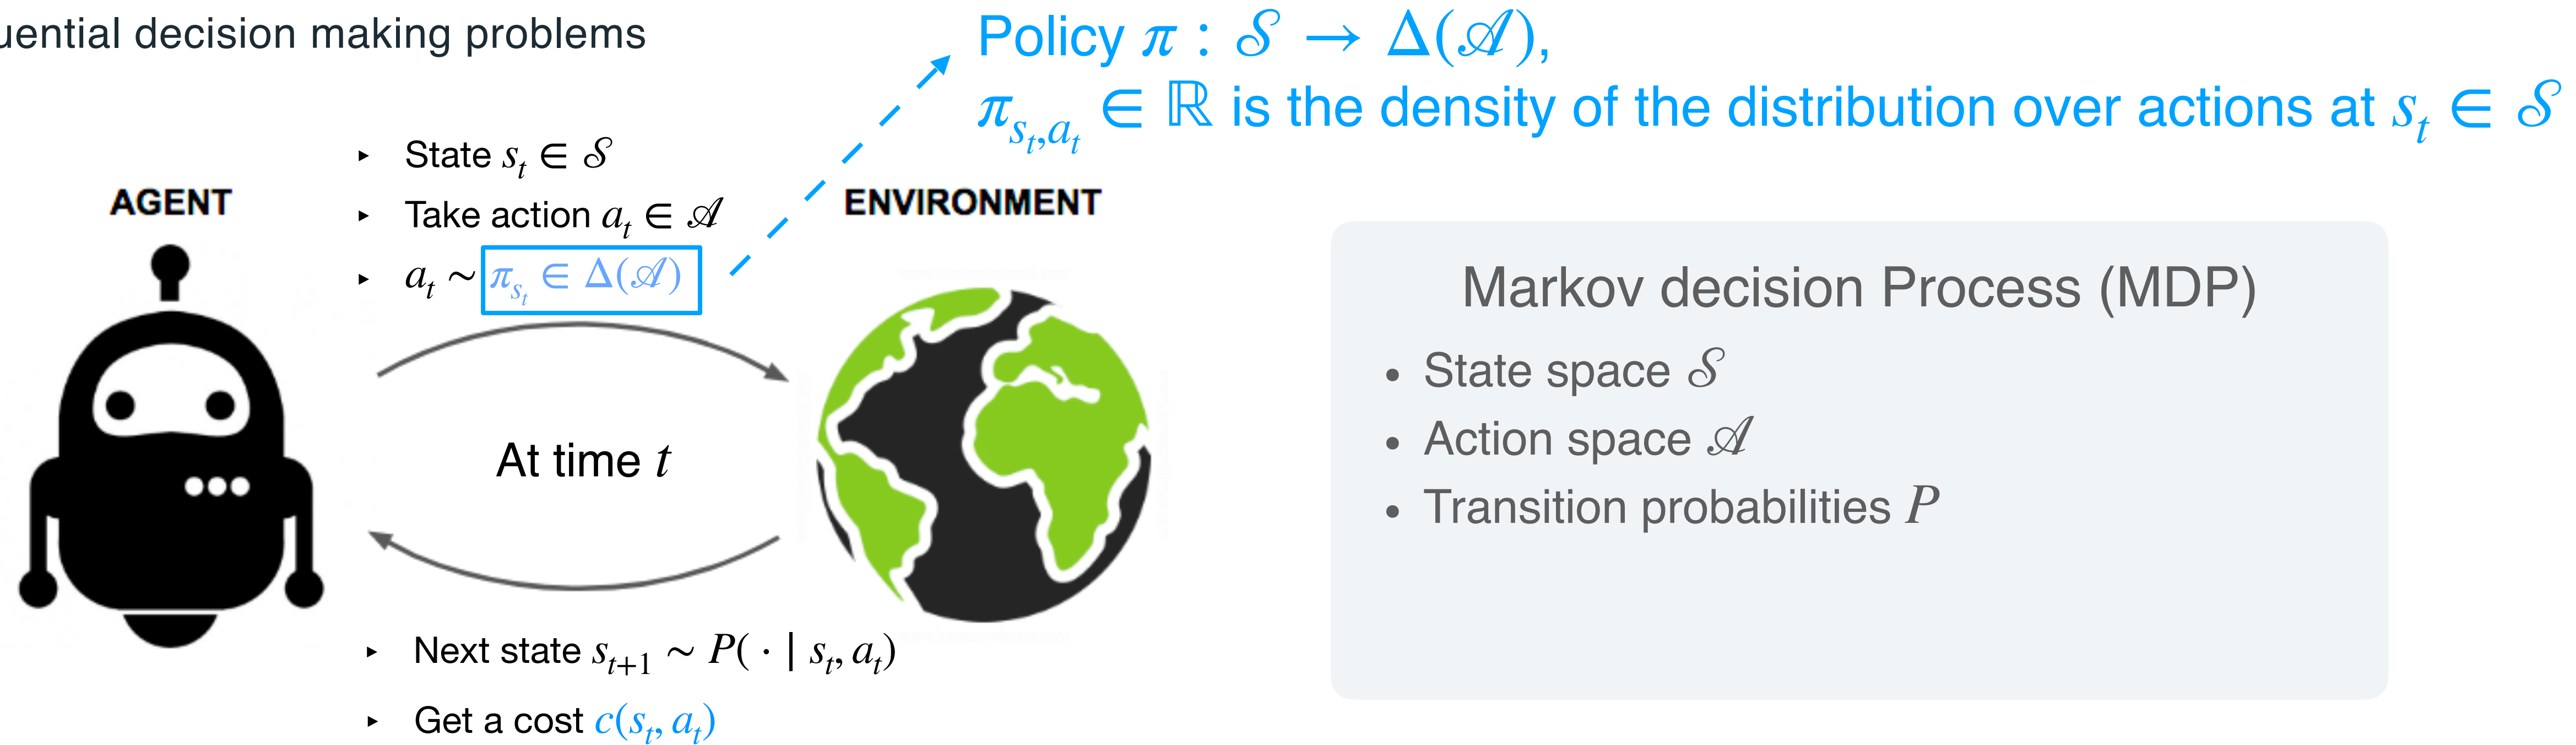 uential decision making problems
Policy π : 𝒮 → Δ(𝒜),
π_{s_t,a_t} ∈ ℝ is the density of the distribution over actions at s_t ∈ 𝒮
‣ State s_t ∈ 𝒮
‣ Take action a_t ∈ 𝒜
‣ a_t ∼ π_{s_t} ∈ Δ(𝒜)
AGENT
ENVIRONMENT
At time t
‣ Next state s_{t+1} ∼ P( · | s_t, a_t)
‣ Get a cost c(s_t, a_t)
Markov decision Process (MDP)
• State space 𝒮
• Action space 𝒜
• Transition probabilities P